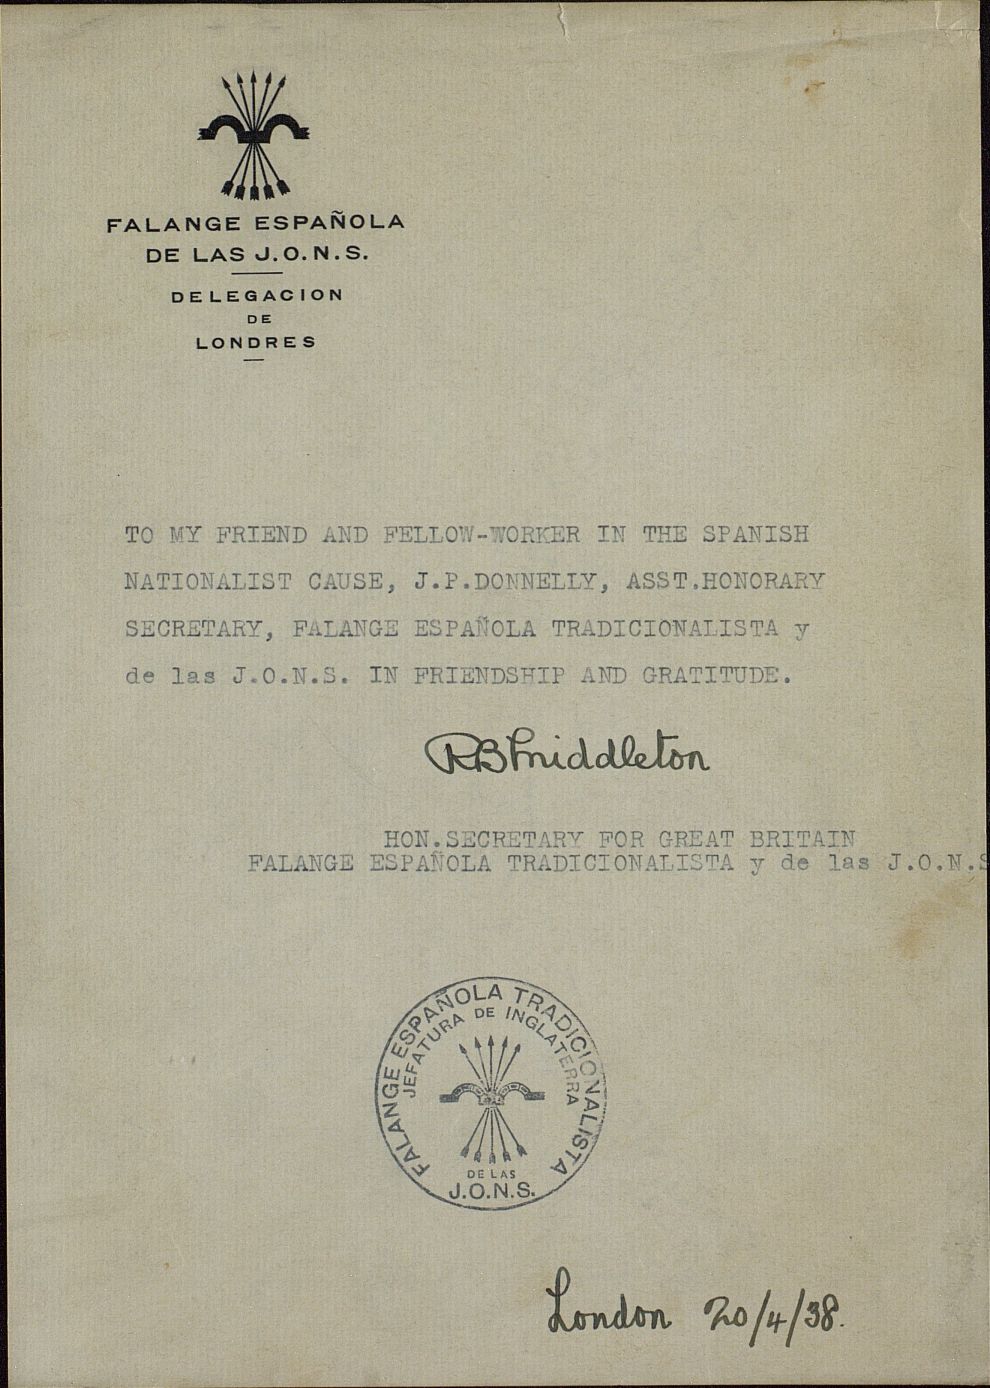 FALANGE ESPAÑOLA
DE LAS J.O.N.S.
DELEGACION
DE
LONDRES
TO MY FRIEND AND FELLOW-WORKER IN THE SPANISH
NATIONALIST CAUSE, J.P.DONNELLY, ASST.HONORARY
SECRETARY, FALANGE ESPAÑOLA TRADICIONALISTA y
de las J.O.N.S. IN FRIENDSHIP AND GRATITUDE.
RBMiddleton
HON.SECRETARY FOR GREAT BRITAIN
FALANGE ESPAÑOLA TRADICIONALISTA y de las J.O.N.S
FALANGE ESPAÑOLA TRADICIONALISTA
JEFATURA DE INGLATERRA
DE LAS
J.O.N.S.
London 20/4/38.